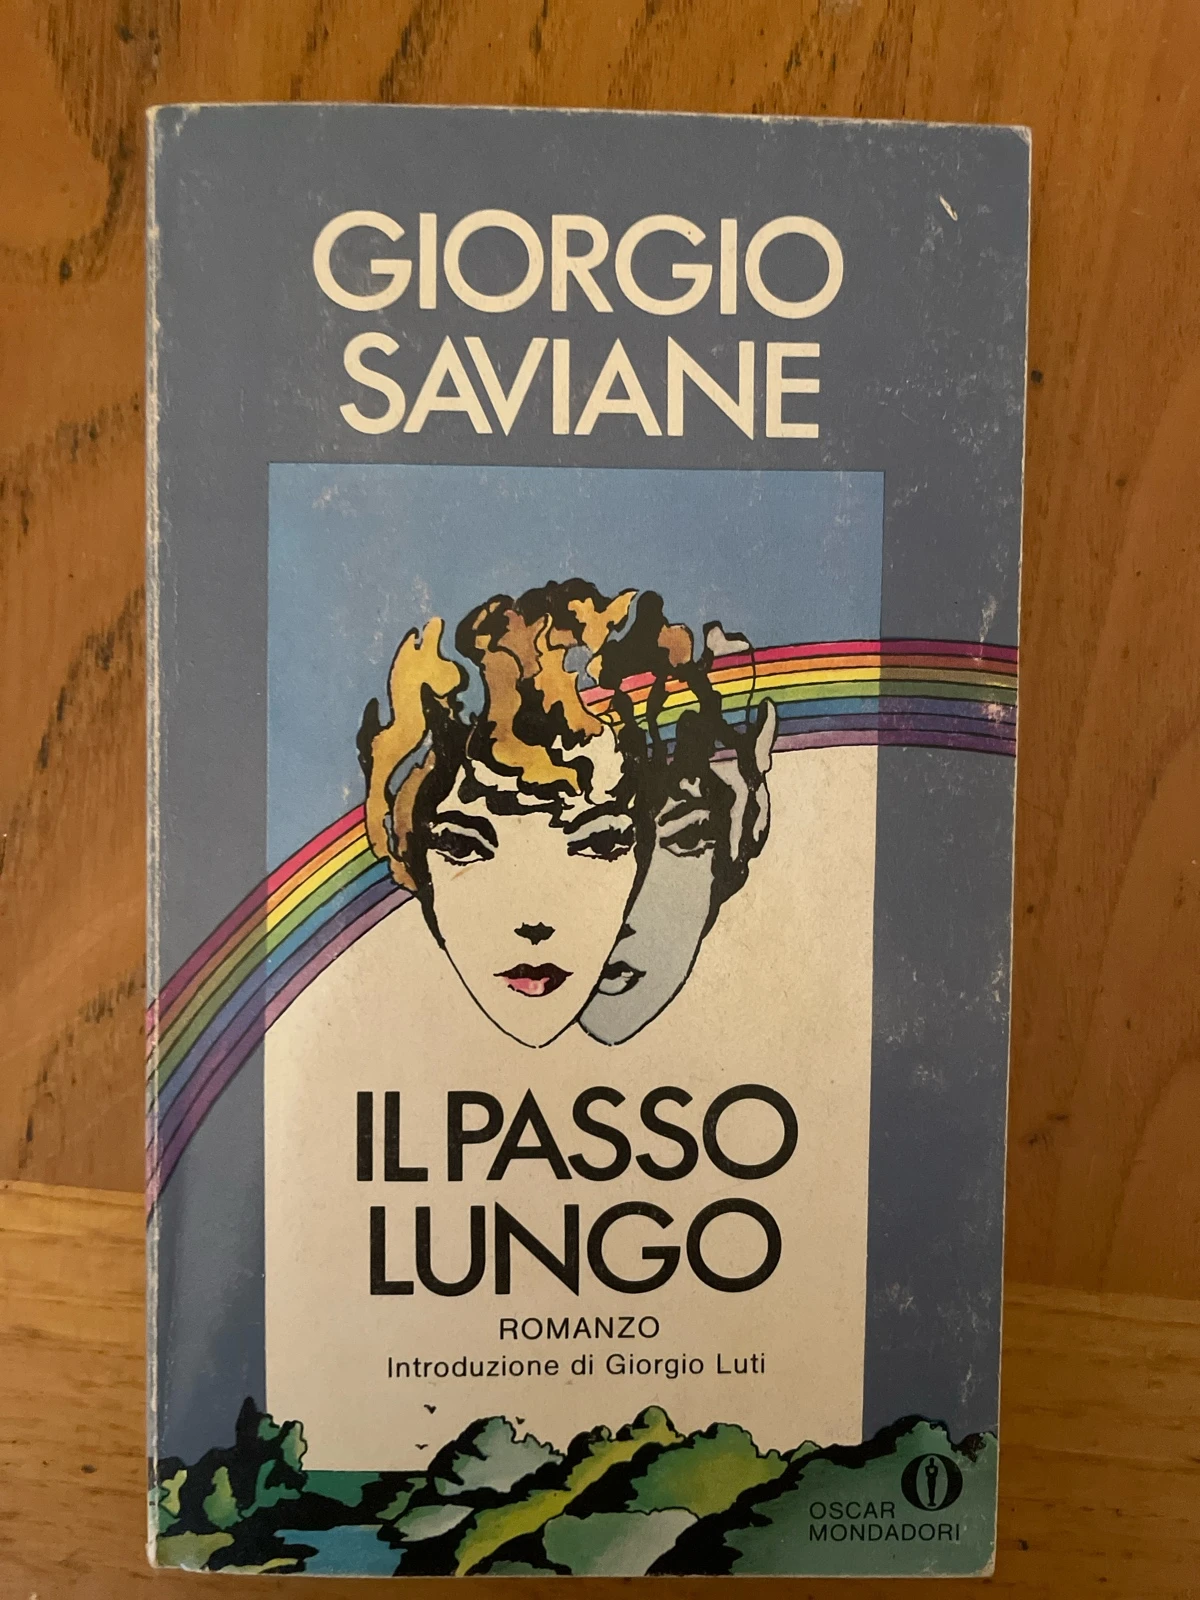 GIORGIO
SAVIANE
IL PASSO
LUNGO
ROMANZO
Introduzione di Giorgio Luti
OSCAR
MONDADORI